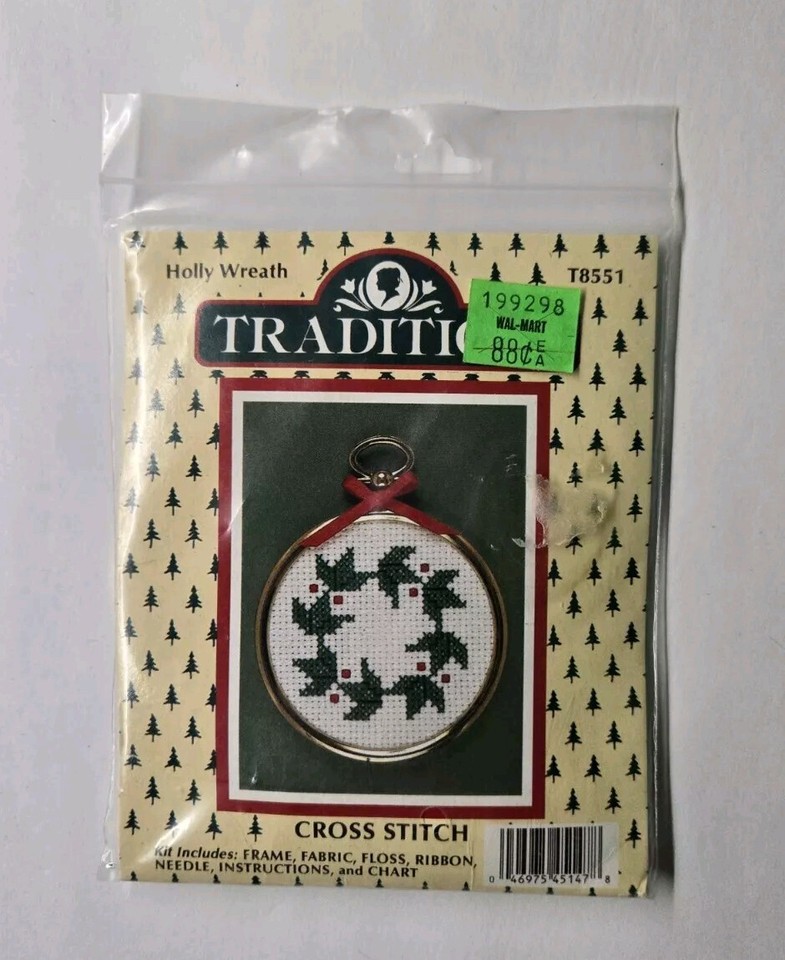 Holly Wreath
T8551
TRADITIO
199298
WAL-MART
88¢ EA
CROSS STITCH
Kit Includes: FRAME, FABRIC, FLOSS, RIBBON,
NEEDLE, INSTRUCTIONS, and CHART
0 46975 45147 8